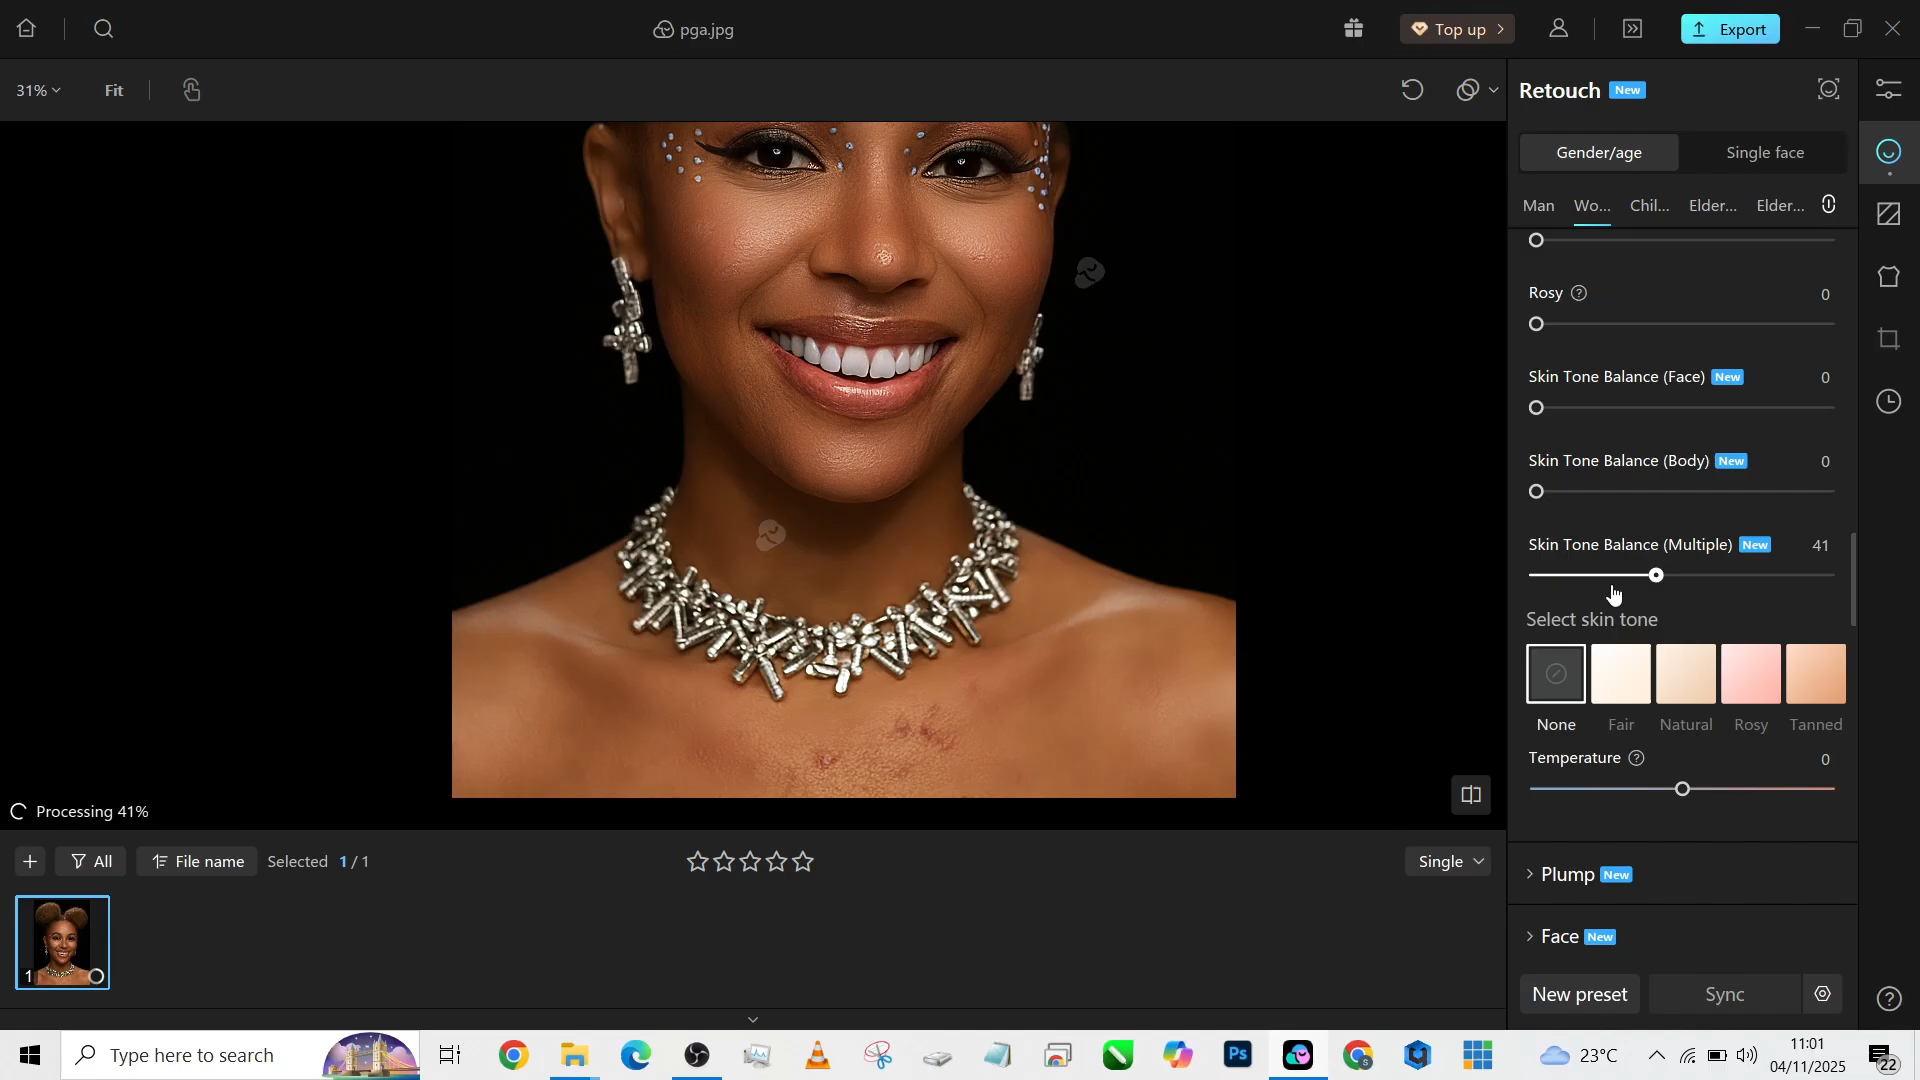 pga.jpg
Top up
Export
31%
Fit
Retouch New
Gender/age
Single face
Man
Wo...
Chil...
Elder...
Elder...
Rosy ? 0
Skin Tone Balance (Face) New 0
Skin Tone Balance (Body) New 0
Skin Tone Balance (Multiple) New 41
Select skin tone
None
Fair
Natural
Rosy
Tanned
Temperature ? 0
Processing 41%
All
File name
Selected 1/1
Single
1
Plump New
Face New
New preset
Sync
Type here to search
Ps
S
23°C
11:01
04/11/2025
22